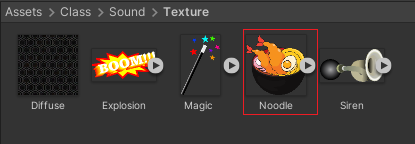 Assets > Class > Sound > Texture
BOOM!!!
Diffuse Explosion Magic Noodle Siren